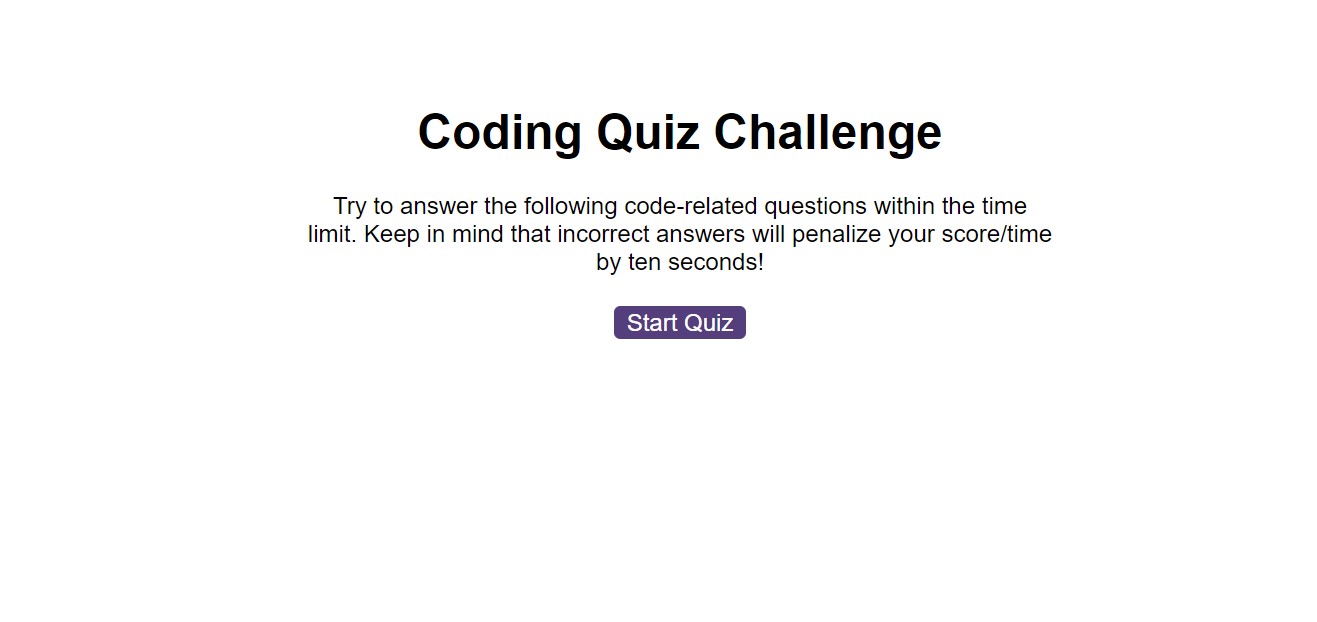 Coding Quiz Challenge
Try to answer the following code-related questions within the time
limit. Keep in mind that incorrect answers will penalize your score/time
by ten seconds!
Start Quiz